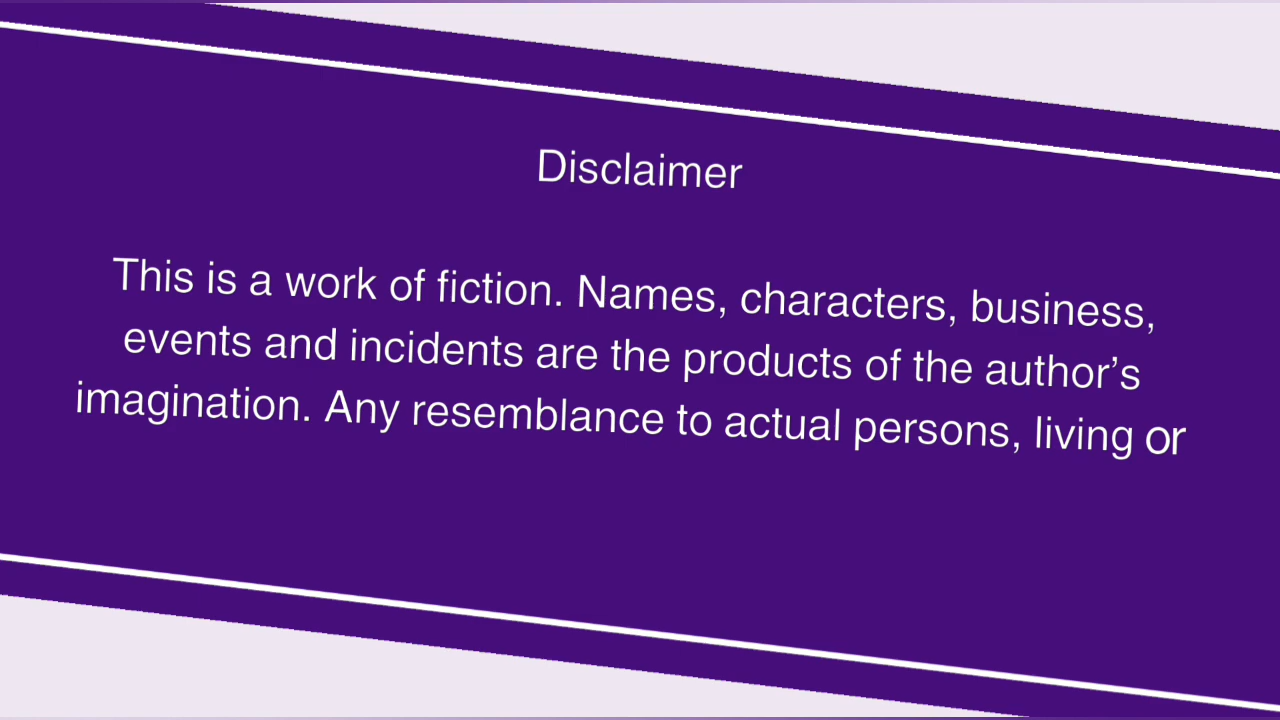 Disclaimer
This is a work of fiction. Names, characters, business,
events and incidents are the products of the author’s
imagination. Any resemblance to actual persons, living or